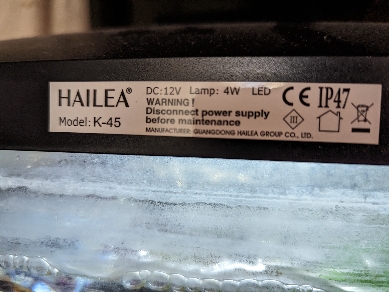 HAILEA®
Model: K-45
DC:12V Lamp: 4W LED
WARNING!
Disconnect power supply
before maintenance
MANUFACTURER: GUANGDONG HAILEA GROUP CO., LTD.
CE IP47
III